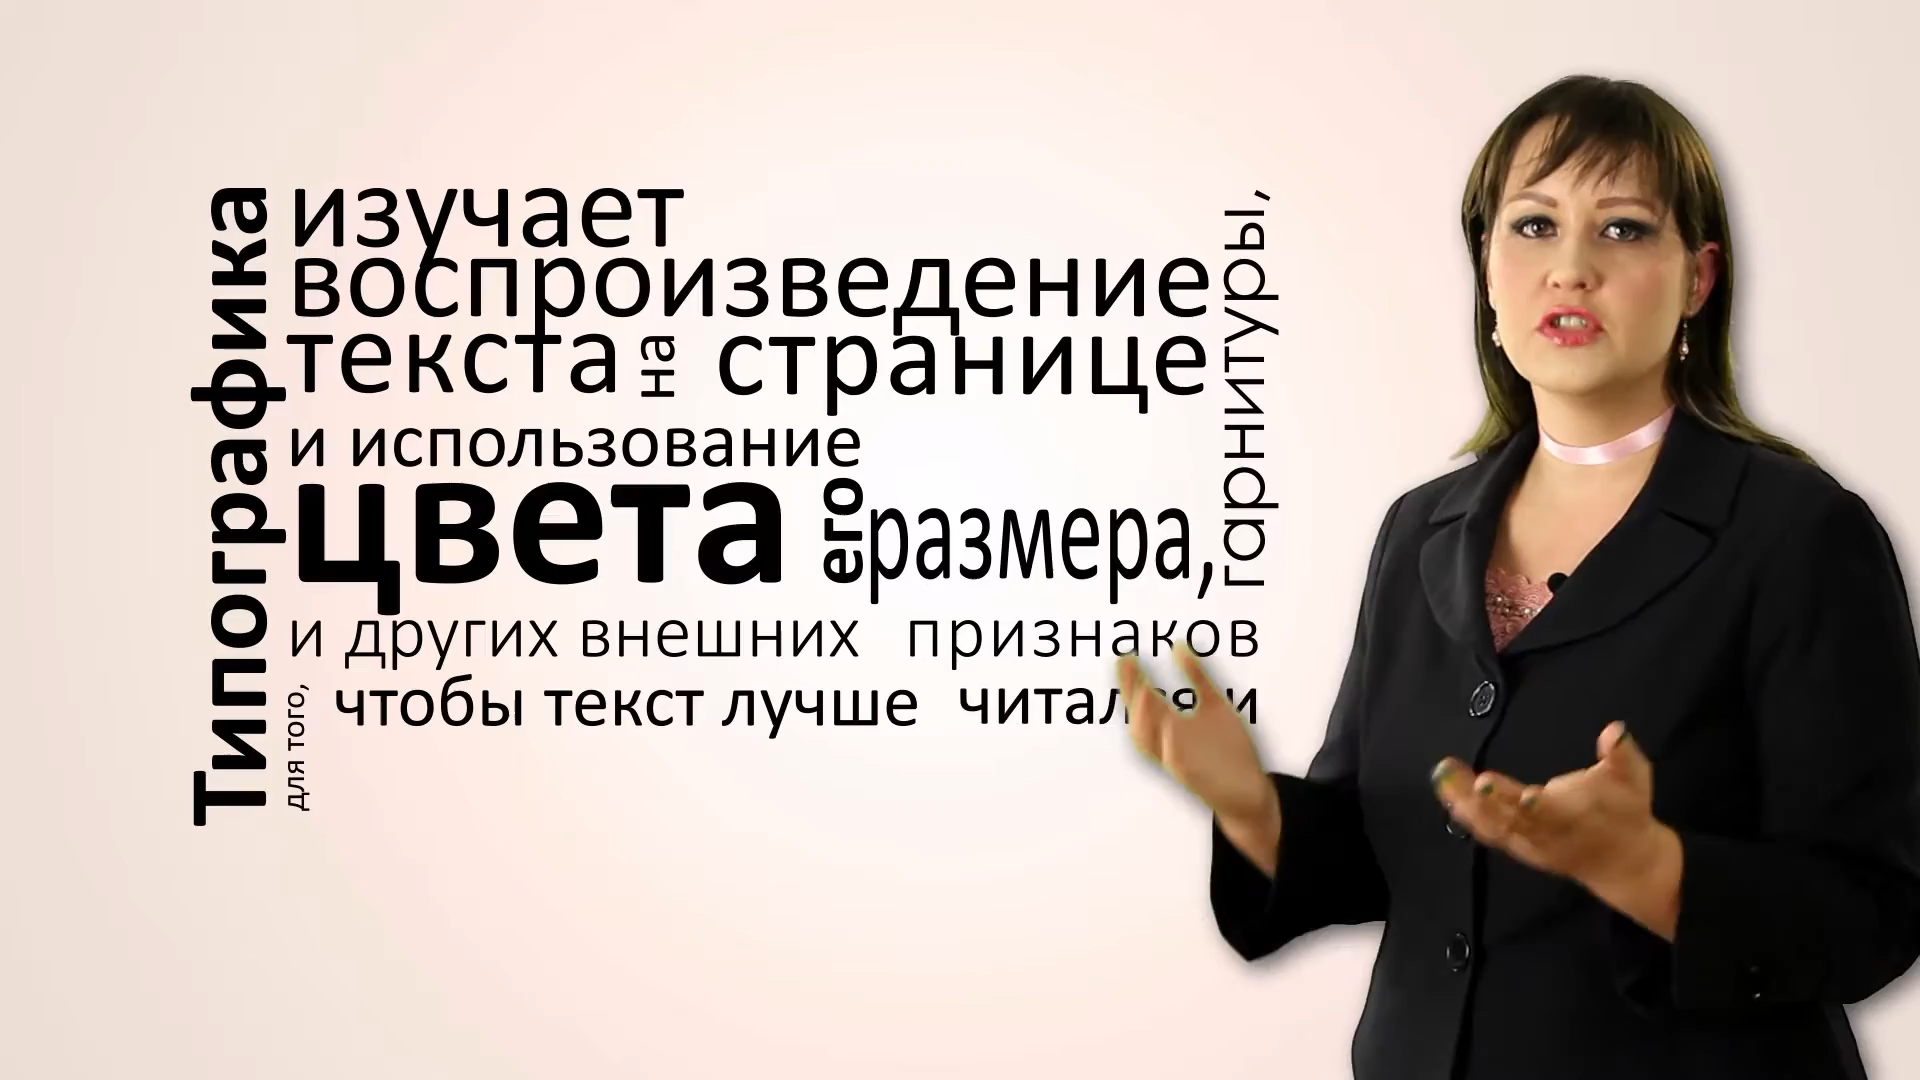 Типографика
изучает
воспроизведение
текста на странице
и использование
цвета его размера,
гарнитуры,
и других внешних признаков
для того,
чтобы текст лучше читался и